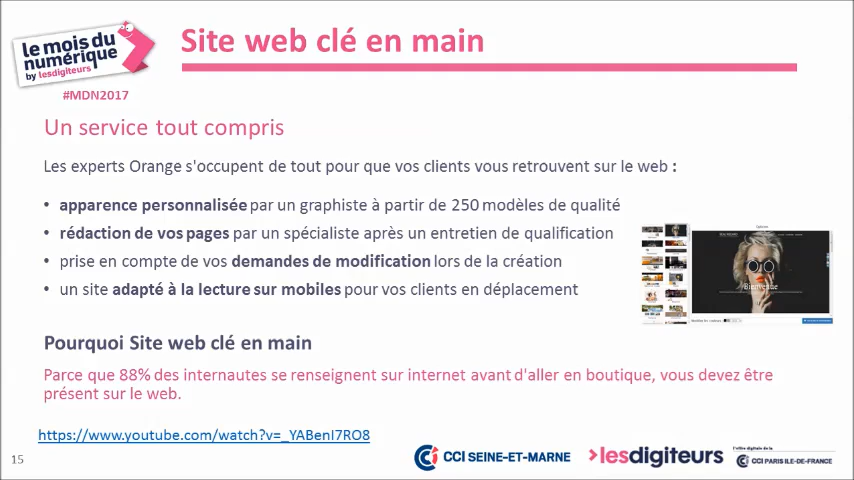 le mois du
numérique
by lesdigiteurs
Site web clé en main
#MDN2017
Un service tout compris
Les experts Orange s'occupent de tout pour que vos clients vous retrouvent sur le web :
• apparence personnalisée par un graphiste à partir de 250 modèles de qualité
• rédaction de vos pages par un spécialiste après un entretien de qualification
• prise en compte de vos demandes de modification lors de la création
• un site adapté à la lecture sur mobiles pour vos clients en déplacement
Bienvenue
Pourquoi Site web clé en main
Parce que 88% des internautes se renseignent sur internet avant d'aller en boutique, vous devez être
présent sur le web.
https://www.youtube.com/watch?v=_YABenI7RO8
15
CCI SEINE-ET-MARNE
lesdigiteurs
CCI PARIS ILE-DE-FRANCE